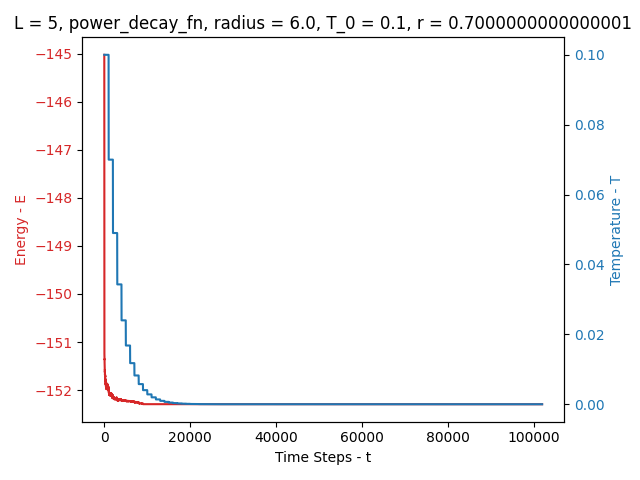 L = 5, power_decay_fn, radius = 6.0, T_0 = 0.1, r = 0.7000000000000001
−145
−146
−147
−148
−149
−150
−151
−152
Energy - E
0.10
0.08
0.06
0.04
0.02
0.00
Temperature - T
0 20000 40000 60000 80000 100000
Time Steps - t